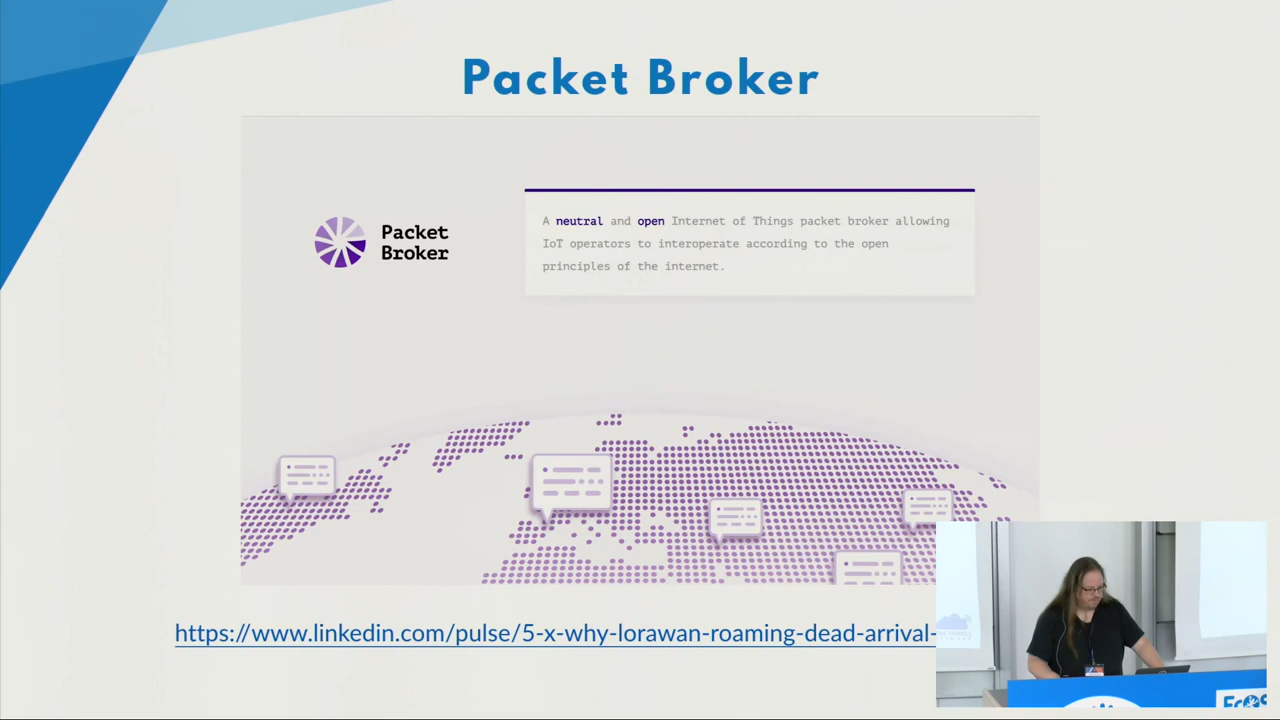 Packet Broker
Packet
Broker
A neutral and open Internet of Things packet broker allowing
IoT operators to interoperate according to the open
principles of the internet.
https://www.linkedin.com/pulse/5-x-why-lorawan-roaming-dead-arrival-